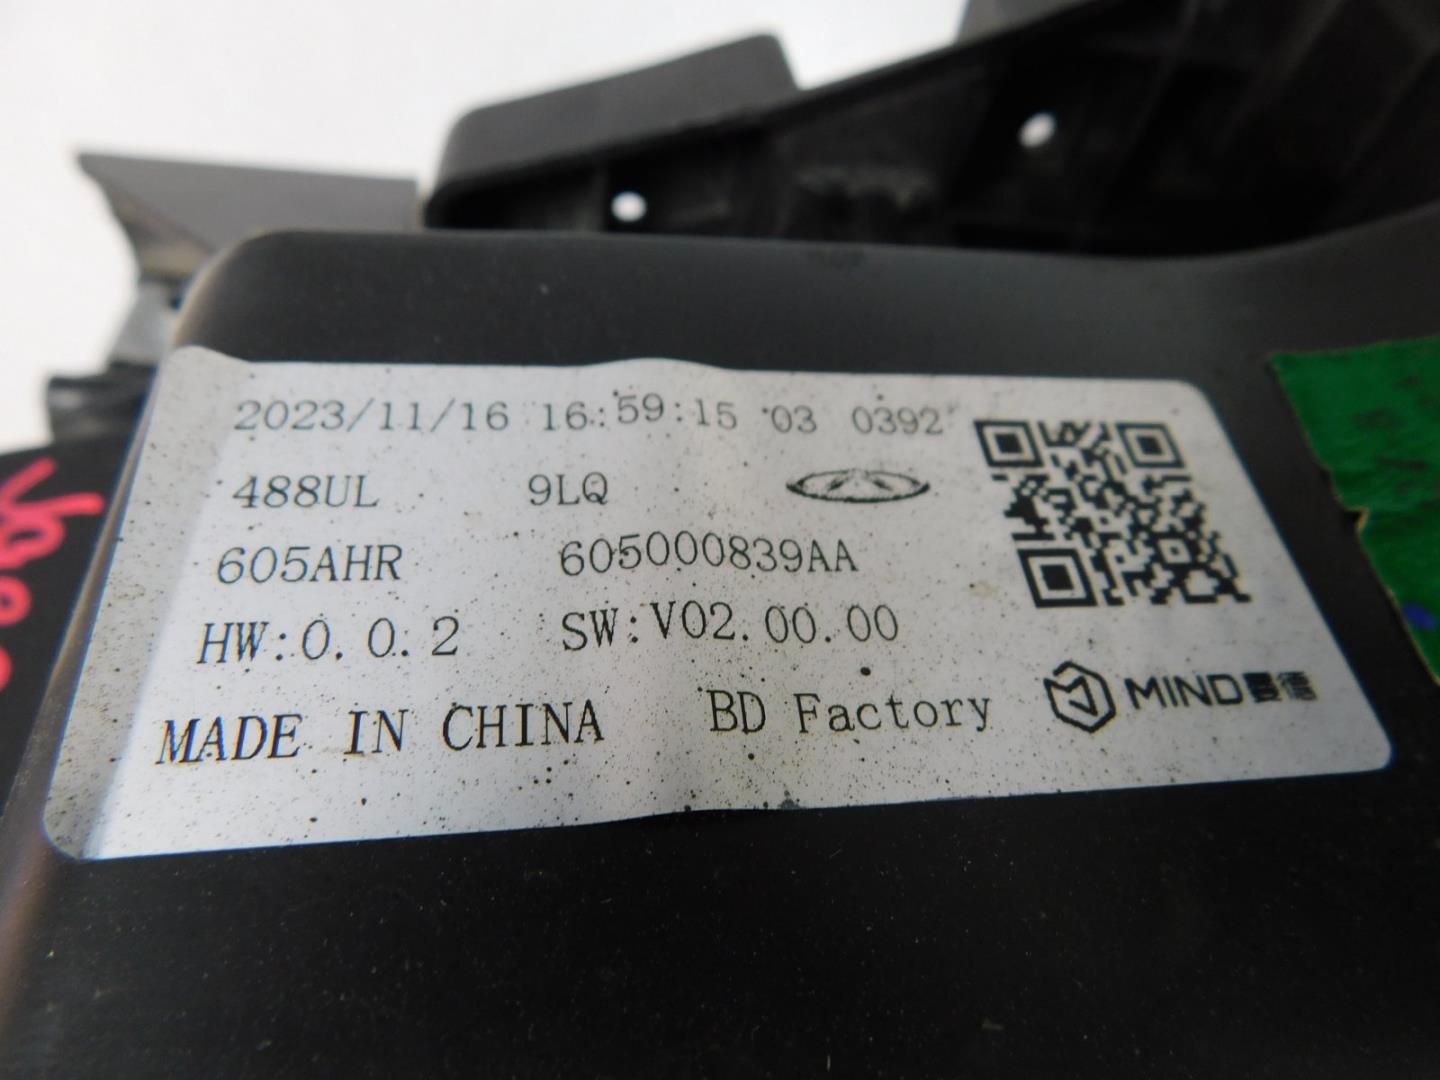 2023/11/16 16:59:15 03 0392
488UL 9LQ
605AHR 605000839AA
HW:0.0.2 SW:V02.00.00
MADE IN CHINA BD Factory MIND曼德